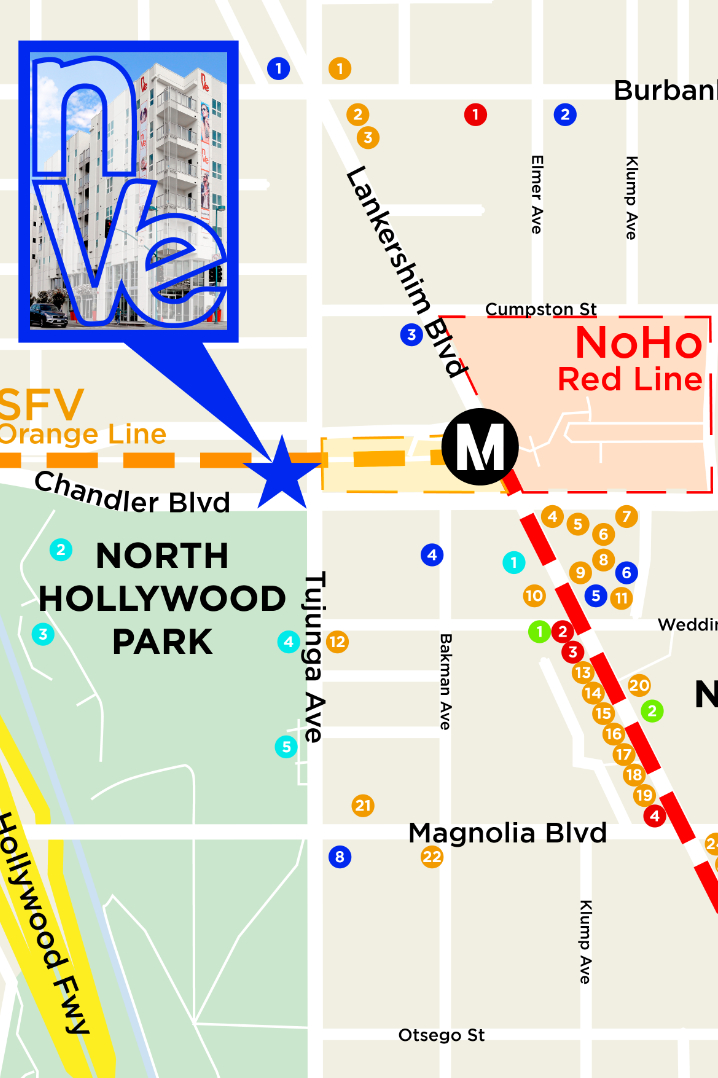 1
1
Burban
2
3
1
2
n
Ve
Elmer Ave
Klump Ave
Lankershim Blvd
Cumpston St
3
NoHo
Red Line
SFV
Orange Line
M
Chandler Blvd
4
5
7
6
2
NORTH
HOLLYWOOD
PARK
4
1
8
9
6
10
5
11
Tujunga Ave
3
4
12
1
2
Weddin
3
Bakman Ave
13
20
14
N
15
2
16
5
17
18
19
21
4
Magnolia Blvd
8
22
24
Hollywood Fwy
Klump Ave
Otsego St